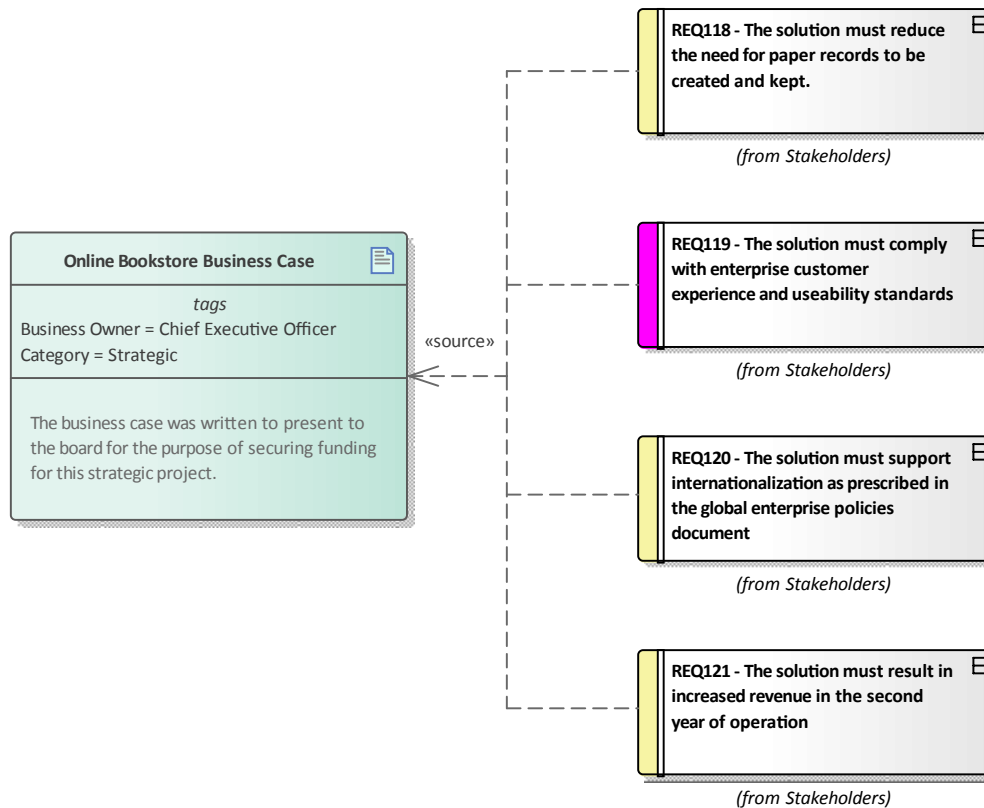 Online Bookstore Business Case
tags
Business Owner = Chief Executive Officer
Category = Strategic
The business case was written to present to
the board for the purpose of securing funding
for this strategic project.
«source»
REQ118 - The solution must reduce
the need for paper records to be
created and kept.
(from Stakeholders)
REQ119 - The solution must comply
with enterprise customer
experience and useability standards
(from Stakeholders)
REQ120 - The solution must support
internationalization as prescribed in
the global enterprise policies
document
(from Stakeholders)
REQ121 - The solution must result in
increased revenue in the second
year of operation
(from Stakeholders)